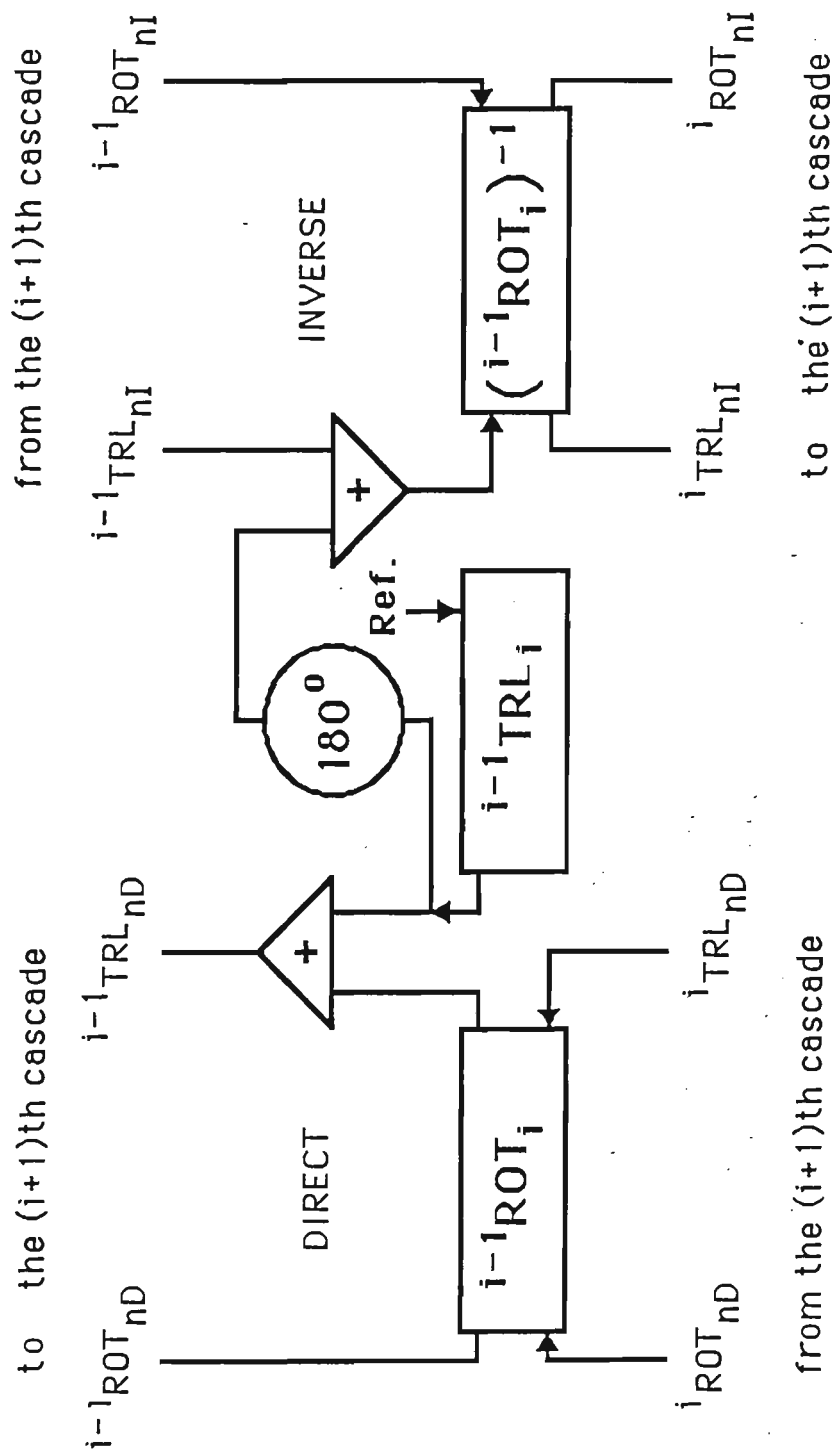 to the (i+1)th cascade
from the (i+1)th cascade
i-1ROTnD
i-1TRLnD
i-1TRLnI
i-1ROTnI
DIRECT
INVERSE
+
180°
+
Ref.
i-1ROTi
i-1TRLi
(i-1ROTi)-1
iROTnD
iTRLnD
iTRLnI
iROTnI
from the (i+1)th cascade
to the (i+1)th cascade